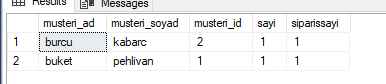 Results Messages
musteri_ad musteri_soyad musteri_id sayi siparissayi
1 burcu kabarc 2 1 1
2 buket pehlivan 1 1 1